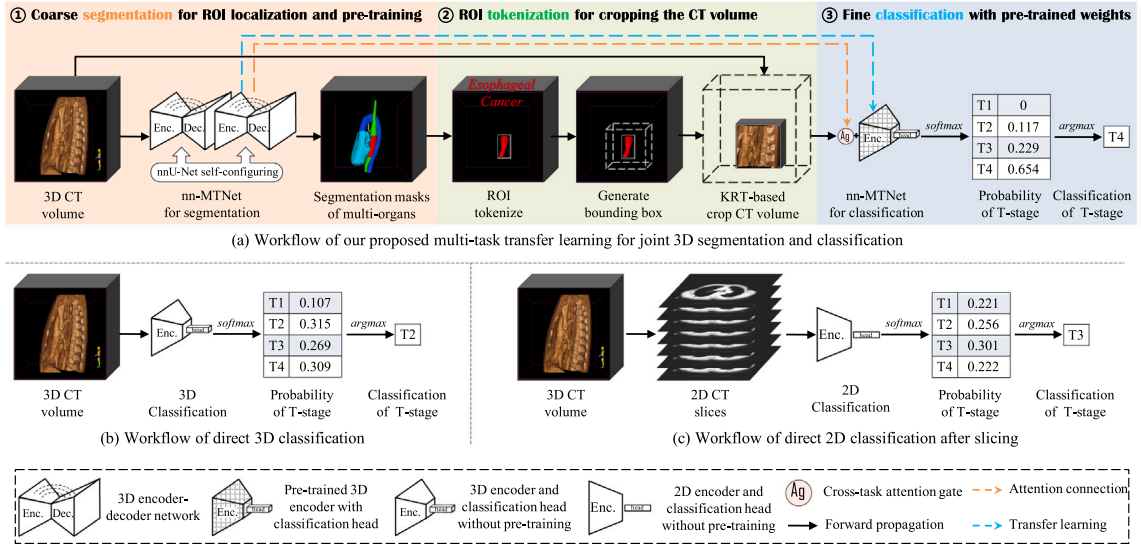 ① Coarse segmentation for ROI localization and pre-training
② ROI tokenization for cropping the CT volume
③ Fine classification with pre-trained weights
Enc. Dec. Enc. Dec.
nnU-Net self-configuring
Esophageal
Cancer
Ag
Enc.
head
softmax
T1 0
T2 0.117
T3 0.229
T4 0.654
argmax
T4
3D CT
volume
nn-MTNet
for segmentation
Segmentation masks
of multi-organs
ROI
tokenize
Generate
bounding box
KRT-based
crop CT volume
nn-MTNet
for classification
Probability
of T-stage
Classification
of T-stage
(a) Workflow of our proposed multi-task transfer learning for joint 3D segmentation and classification
Enc.
head
softmax
T1 0.107
T2 0.315
T3 0.269
T4 0.309
argmax
T2
3D CT
volume
3D
Classification
Probability
of T-stage
Classification
of T-stage
(b) Workflow of direct 3D classification
Enc.
head
softmax
T1 0.221
T2 0.256
T3 0.301
T4 0.222
argmax
T3
3D CT
volume
2D CT
slices
2D
Classification
Probability
of T-stage
Classification
of T-stage
(c) Workflow of direct 2D classification after slicing
Enc. Dec.
3D encoder-
decoder network
Enc.
head
Pre-trained 3D
encoder with
classification head
Enc.
head
3D encoder and
classification head
without pre-training
Enc.
head
2D encoder and
classification head
without pre-training
Ag
Cross-task attention gate
Attention connection
Forward propagation
Transfer learning